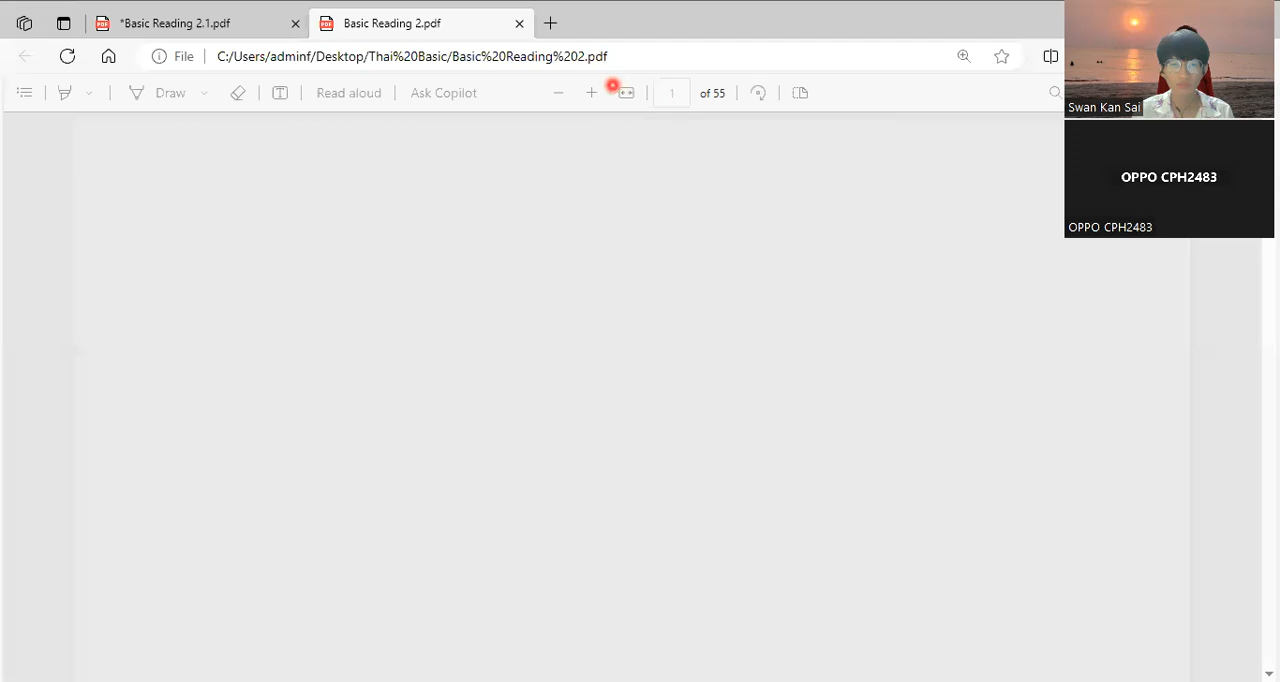 *Basic Reading 2.1.pdf
Basic Reading 2.pdf
File
C:/Users/adminf/Desktop/Thai%20Basic/Basic%20Reading%202.pdf
Draw
Read aloud
Ask Copilot
1
of 55
Swan Kan Sai
OPPO CPH2483
OPPO CPH2483